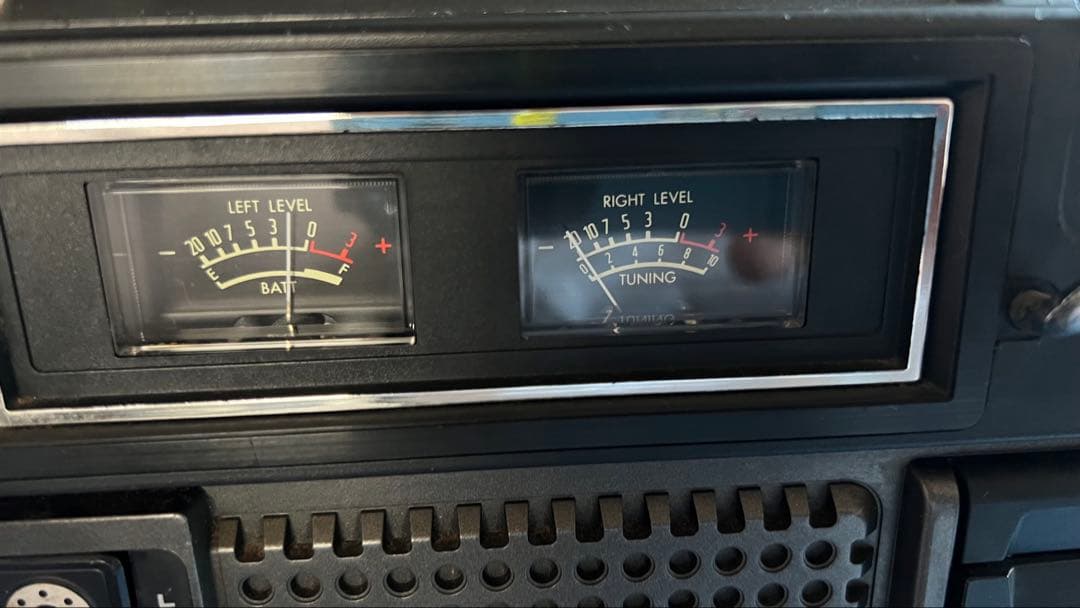 LEFT LEVEL
- 20 10 7 5 3 0 3 +
E F
BATT
RIGHT LEVEL
- 20 10 7 5 3 0 3 +
0 2 4 6 8 10
TUNING